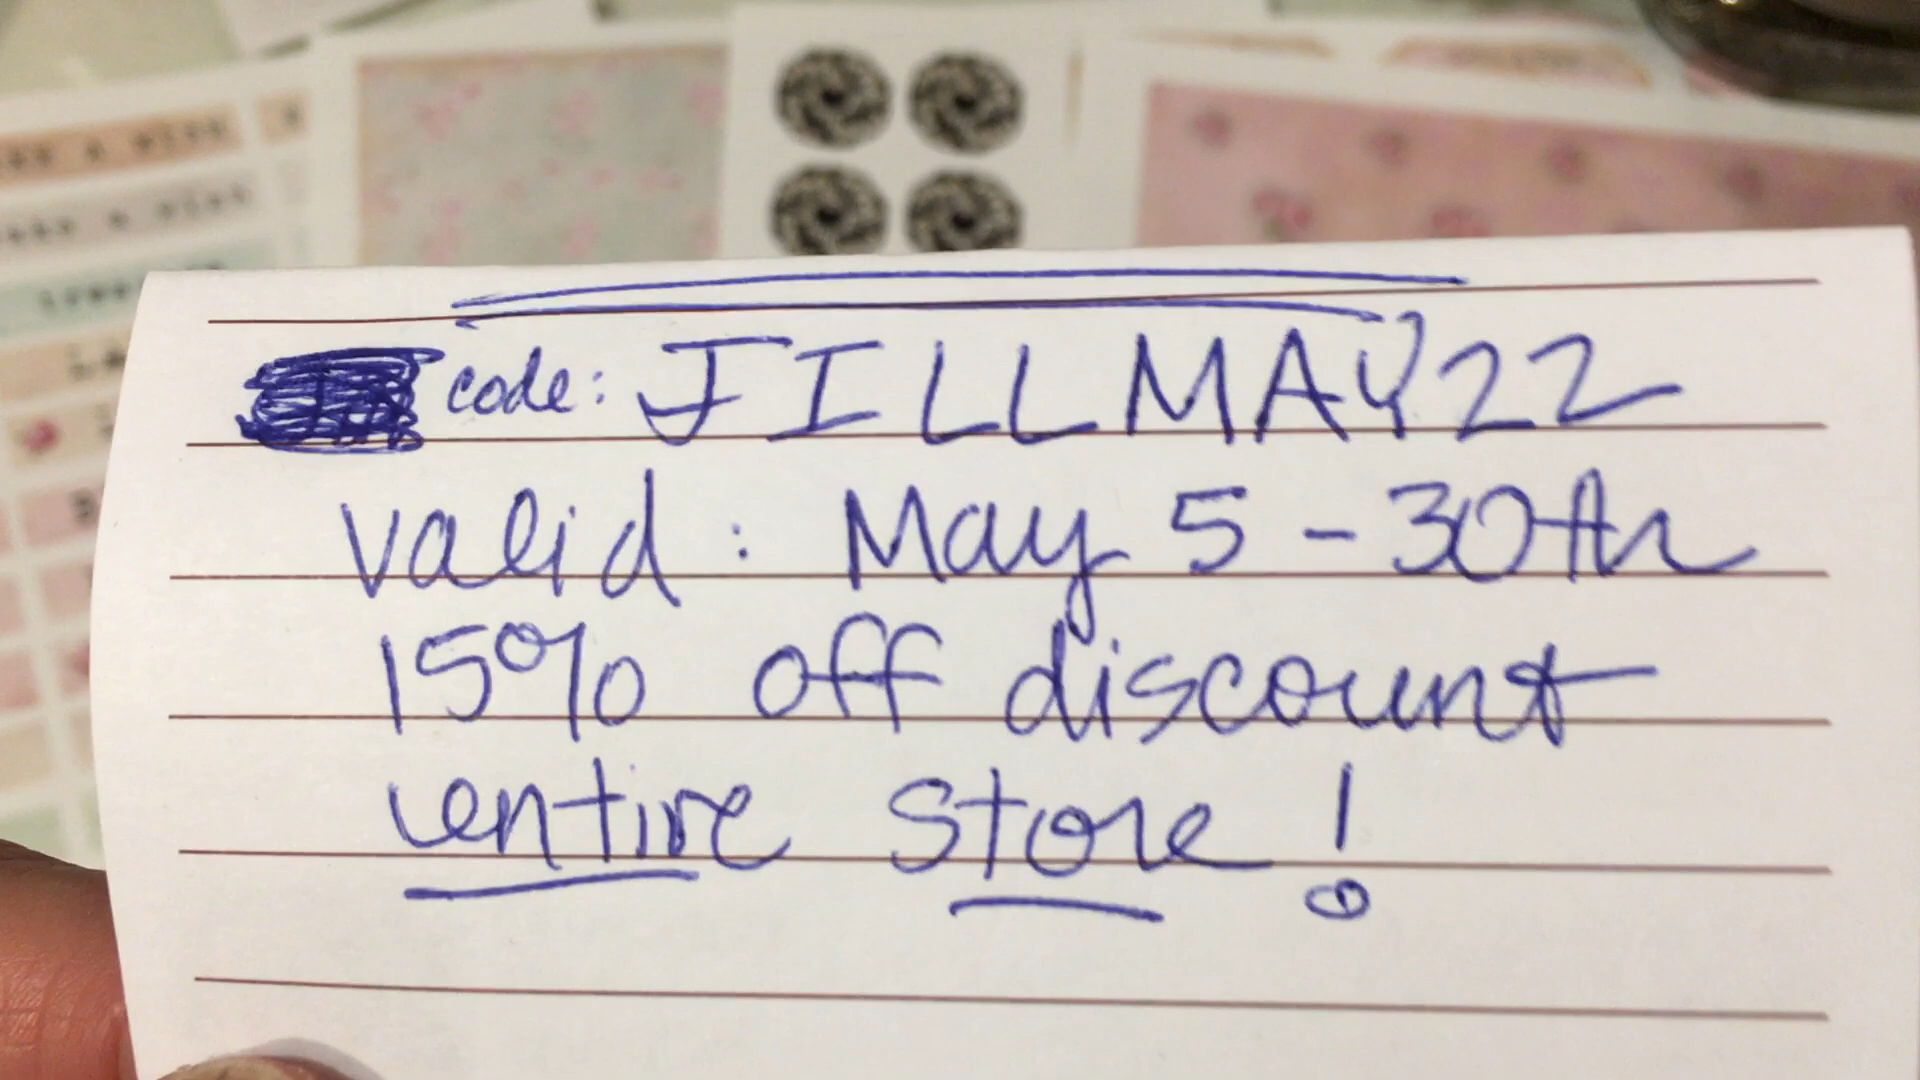 code: JILLMAY22
valid: May 5-30th
15% off discount
entire store!